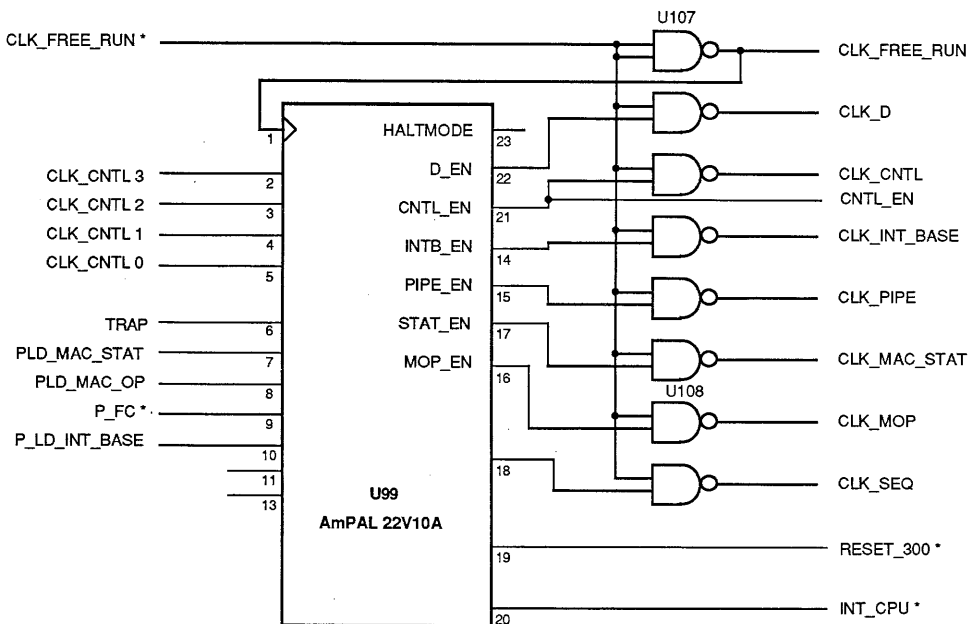 U107
CLK_FREE_RUN *
CLK_FREE_RUN
1
HALTMODE
23
CLK_D
D_EN
22
CLK_CNTL 3
2
CLK_CNTL
CLK_CNTL 2
3
CNTL_EN
21
CNTL_EN
CLK_CNTL 1
4
INTB_EN
14
CLK_INT_BASE
CLK_CNTL 0
5
PIPE_EN
15
CLK_PIPE
TRAP
6
STAT_EN
17
PLD_MAC_STAT
7
MOP_EN
16
CLK_MAC_STAT
PLD_MAC_OP
8
U108
P_FC *
9
CLK_MOP
P_LD_INT_BASE
10
18
11
CLK_SEQ
13
U99
AmPAL 22V10A
19
RESET_300 *
20
INT_CPU *